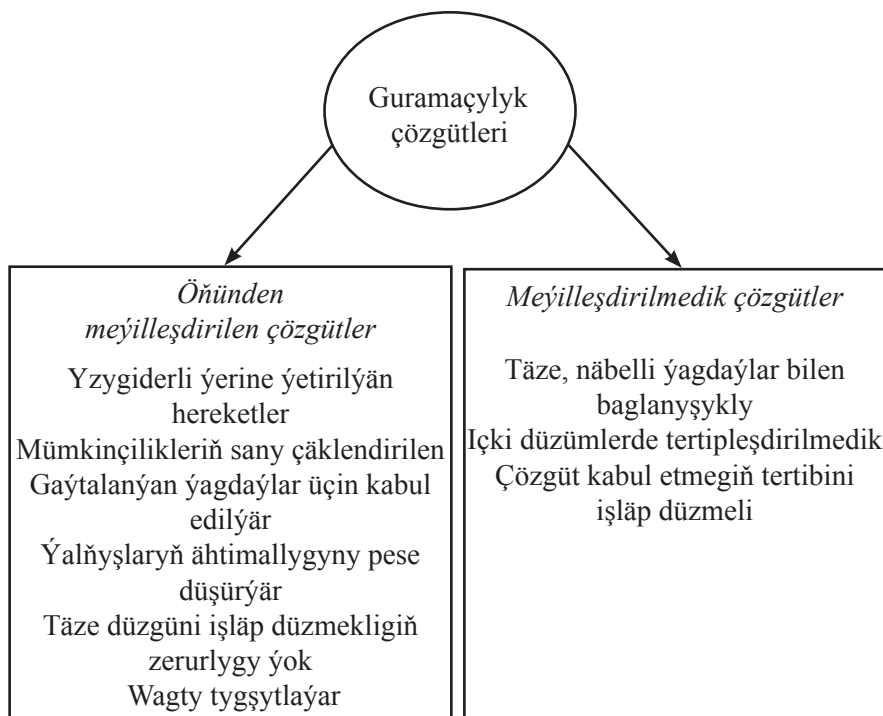 Guramaçylyk
çözgütleri
Öňünden
meýilleşdirilen çözgütler
Yzygiderli ýerine ýetirilýän
hereketler
Mümkinçilikleriň sany çäklendirilen
Gaýtalanýan ýagdaýlar üçin kabul
edilýär
Ýalňyşlaryň ähtimallygyny pese
düşürýär
Täze düzgüni işläp düzmekligiň
zerurlygy ýok
Wagty tygşytlaýar
Meýilleşdirilmedik çözgütler
Täze, näbelli ýagdaýlar bilen
baglanyşykly
Içki düzümlerde tertipleşdirilmedik
Çözgüt kabul etmegiň tertibini
işläp düzmeli